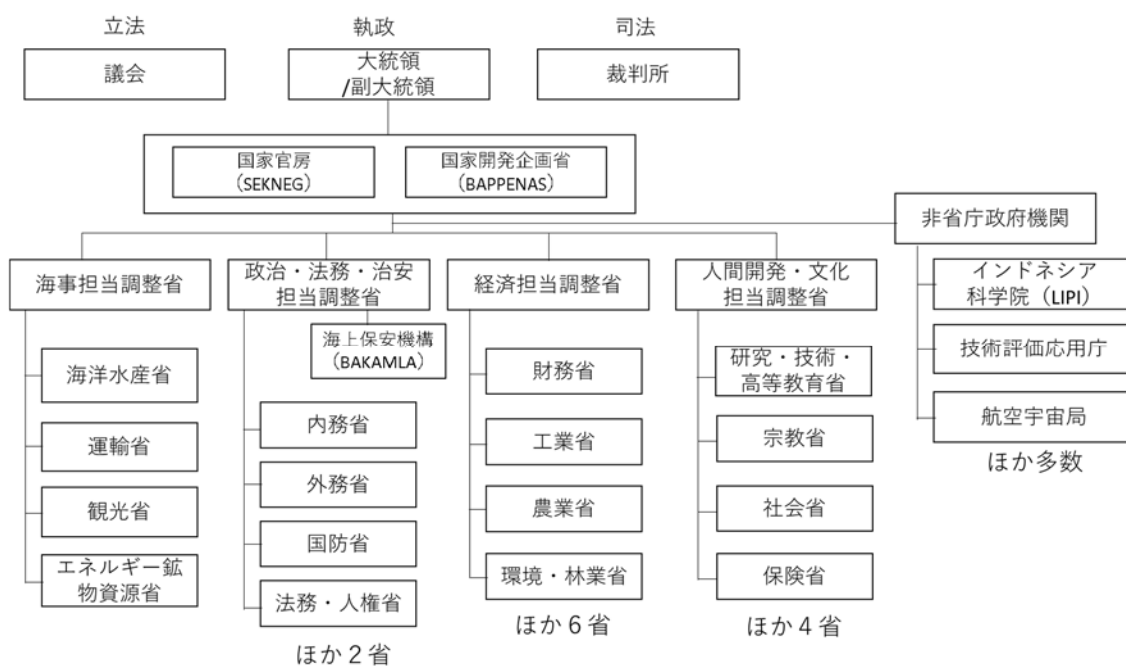 立法
執政
司法
議会
大統領
/副大統領
裁判所
国家官房
(SEKNEG)
国家開発企画省
(BAPPENAS)
非省庁政府機関
海事担当調整省
政治・法務・治安
担当調整省
経済担当調整省
人間開発・文化
担当調整省
インドネシア
科学院（LIPI）
海上保安機構
(BAKAMLA)
技術評価応用庁
航空宇宙局
ほか多数
海洋水産省
運輸省
観光省
エネルギー鉱
物資源省
内務省
外務省
国防省
法務・人権省
ほか２省
財務省
工業省
農業省
環境・林業省
ほか６省
研究・技術・
高等教育省
宗教省
社会省
保険省
ほか４省